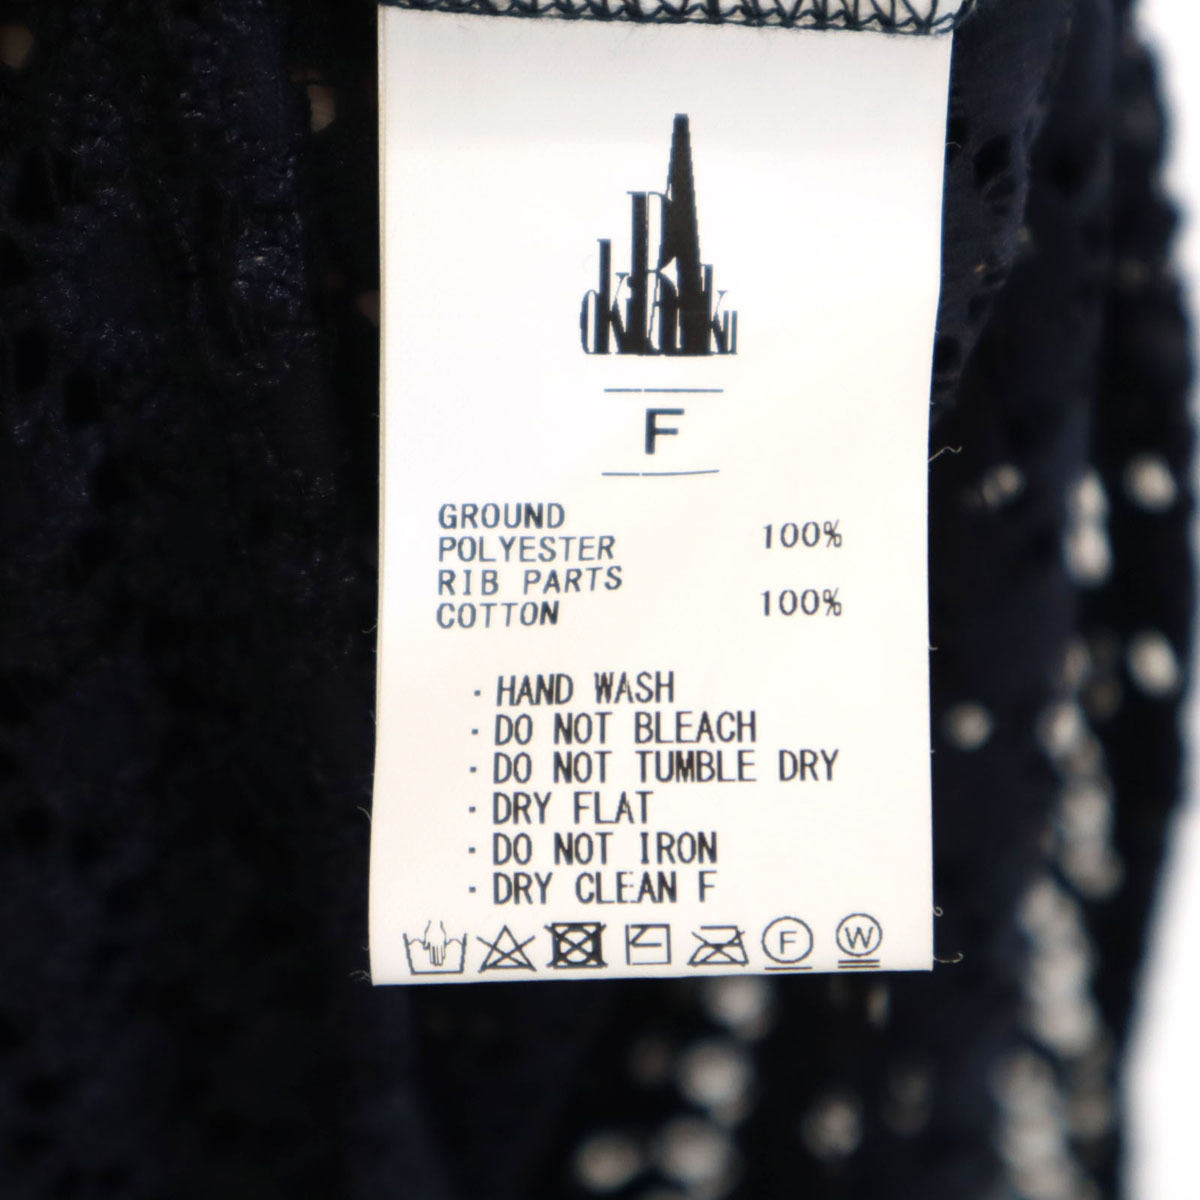 F
GROUND
POLYESTER 100%
RIB PARTS
COTTON 100%
· HAND WASH
· DO NOT BLEACH
· DO NOT TUMBLE DRY
· DRY FLAT
· DO NOT IRON
· DRY CLEAN F
F W